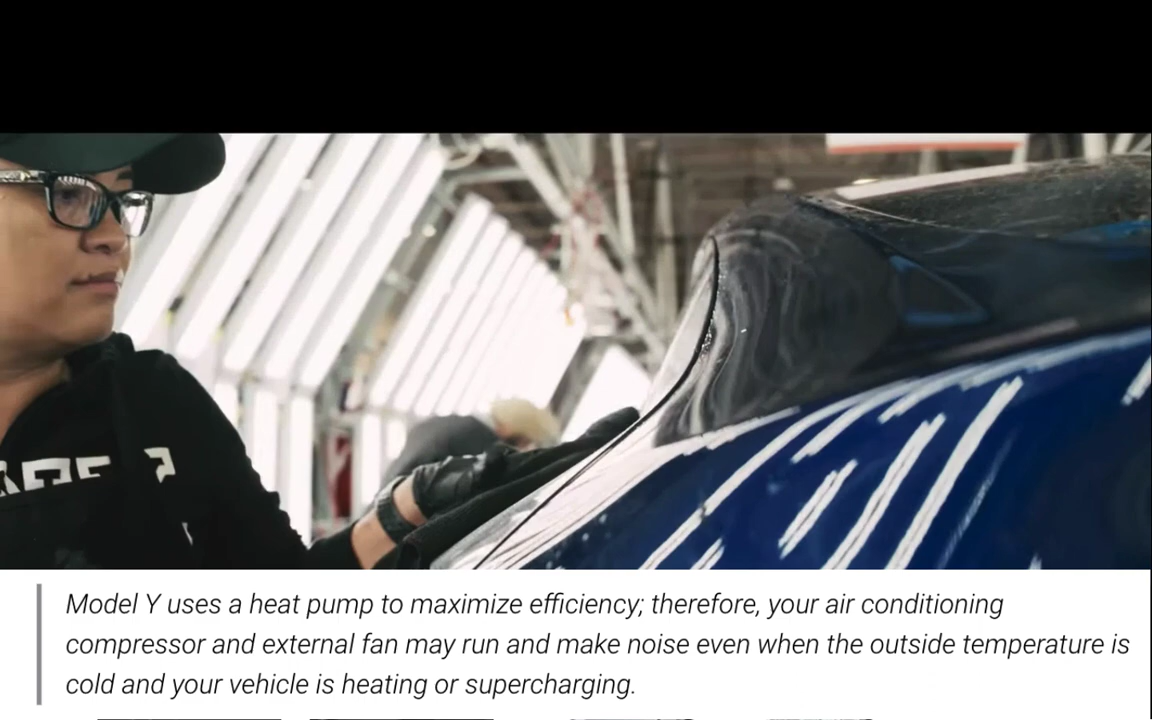 Model Y uses a heat pump to maximize efficiency; therefore, your air conditioning
compressor and external fan may run and make noise even when the outside temperature is
cold and your vehicle is heating or supercharging.